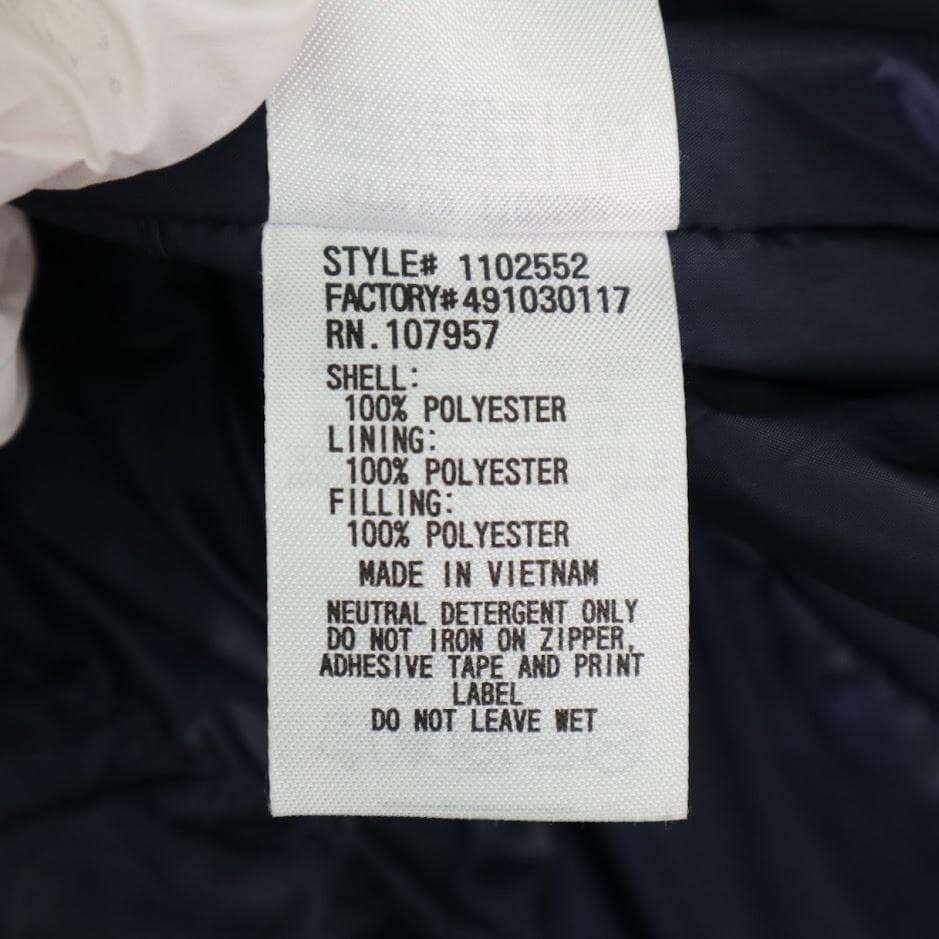 STYLE# 1102552
FACTORY#491030117
RN.107957
SHELL:
100% POLYESTER
LINING:
100% POLYESTER
FILLING:
100% POLYESTER
MADE IN VIETNAM
NEUTRAL DETERGENT ONLY
DO NOT IRON ON ZIPPER,
ADHESIVE TAPE AND PRINT
LABEL
DO NOT LEAVE WET